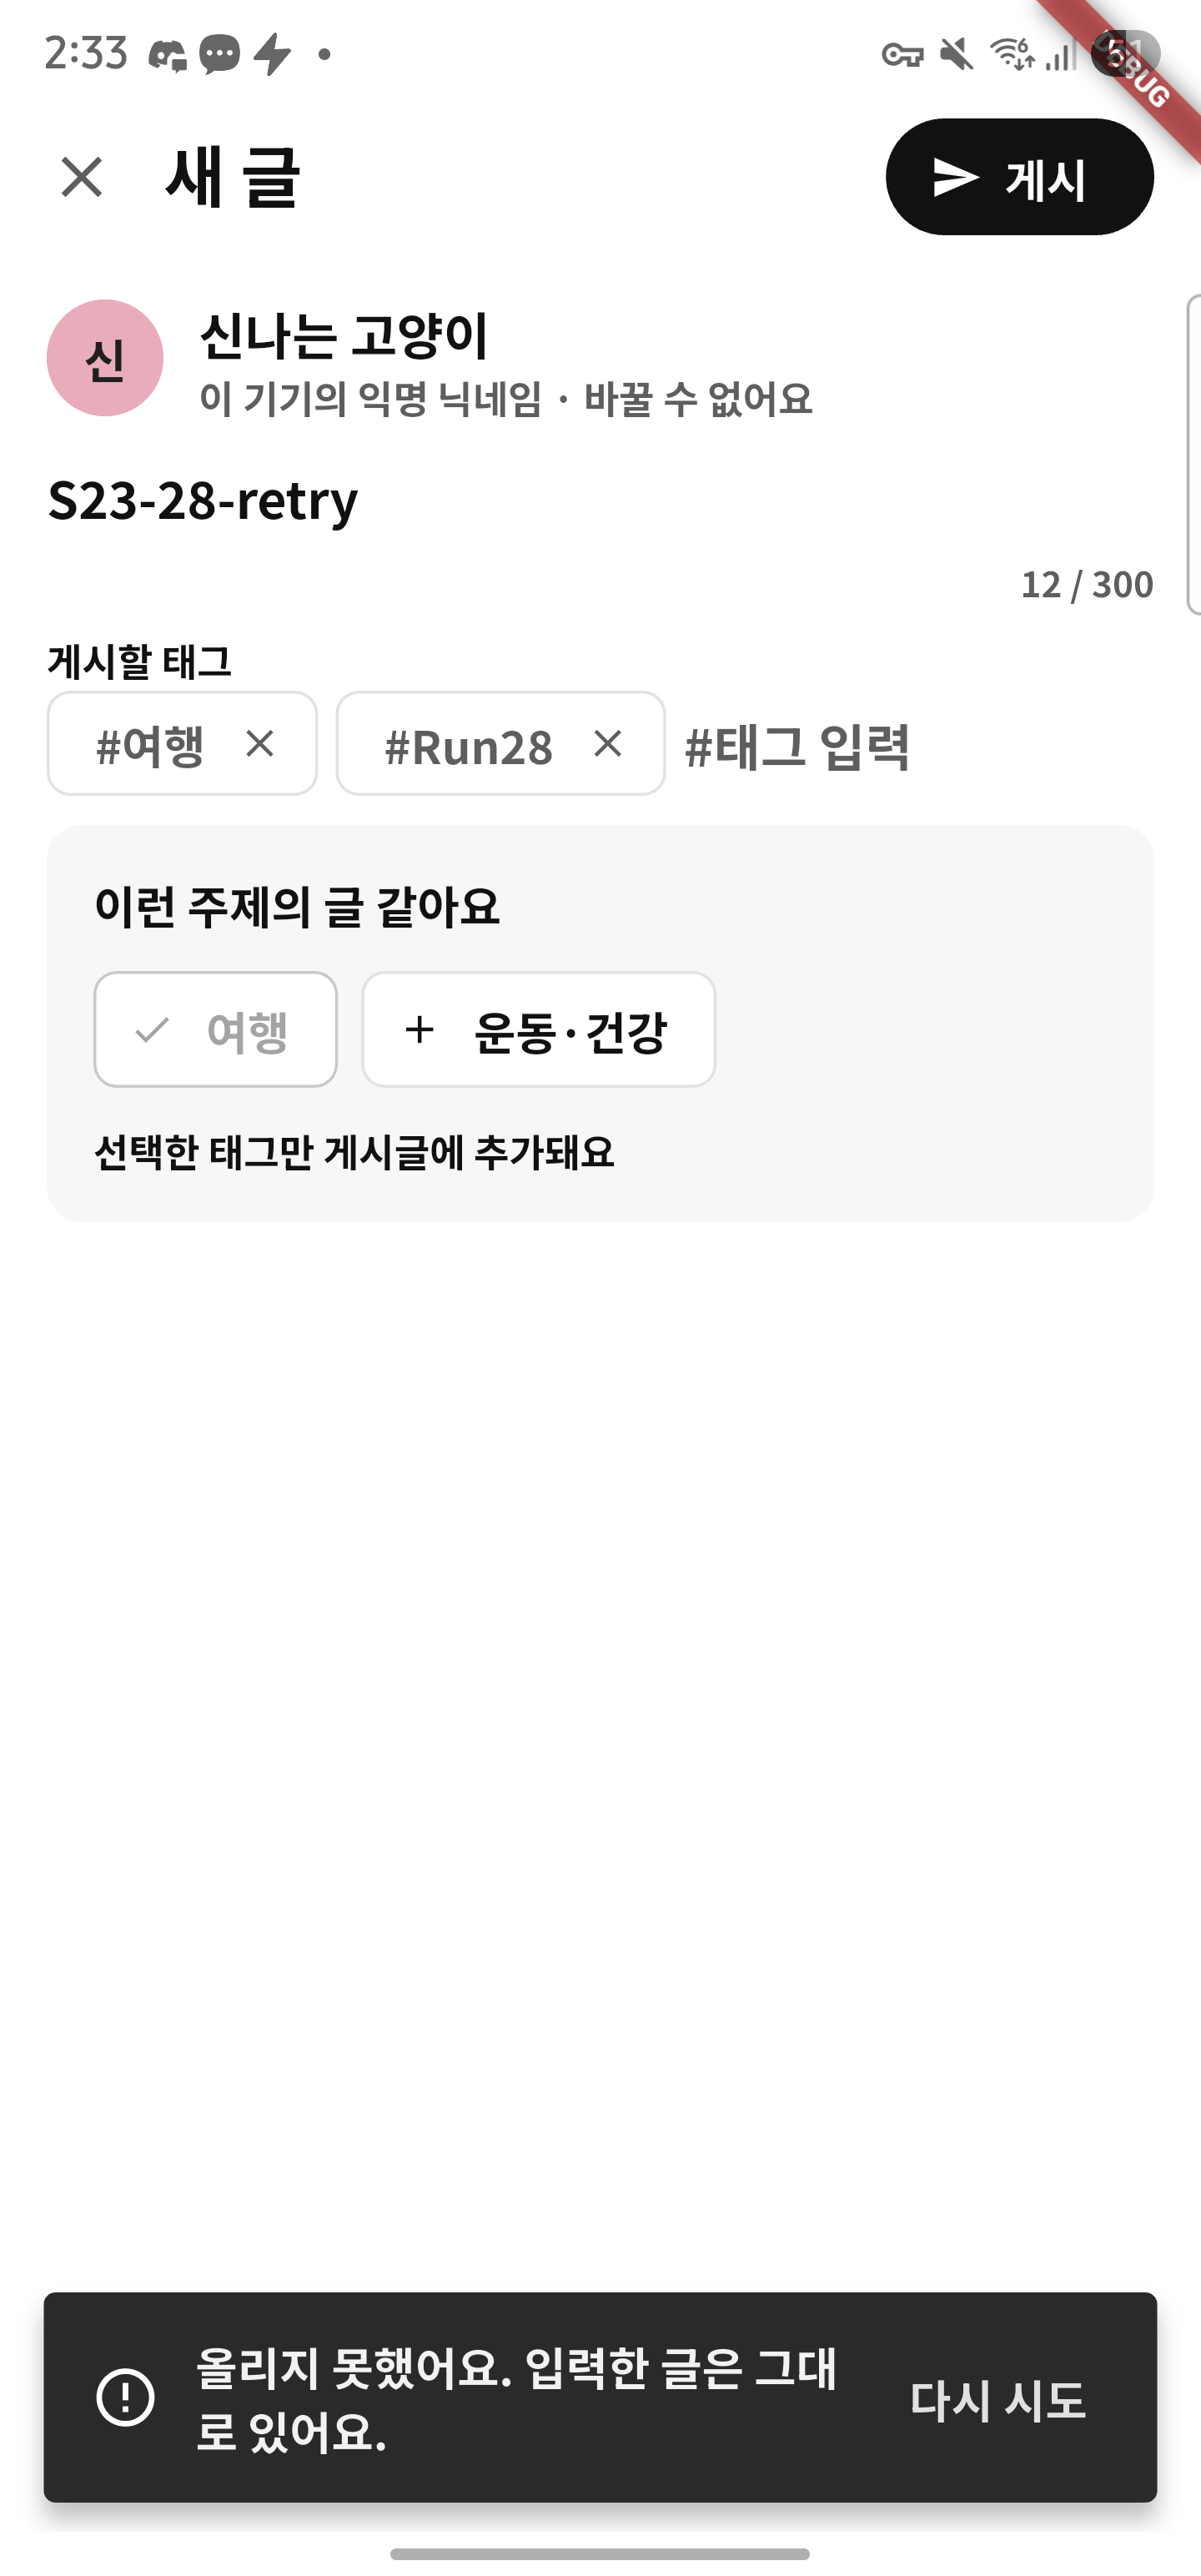 2:33
새 글
게시
신
신나는 고양이
이 기기의 익명 닉네임 · 바꿀 수 없어요
S23-28-retry
12 / 300
게시할 태그
#여행 #Run28 #태그 입력
이런 주제의 글 같아요
여행 운동·건강
선택한 태그만 게시글에 추가돼요
올리지 못했어요. 입력한 글은 그대
로 있어요.
다시 시도